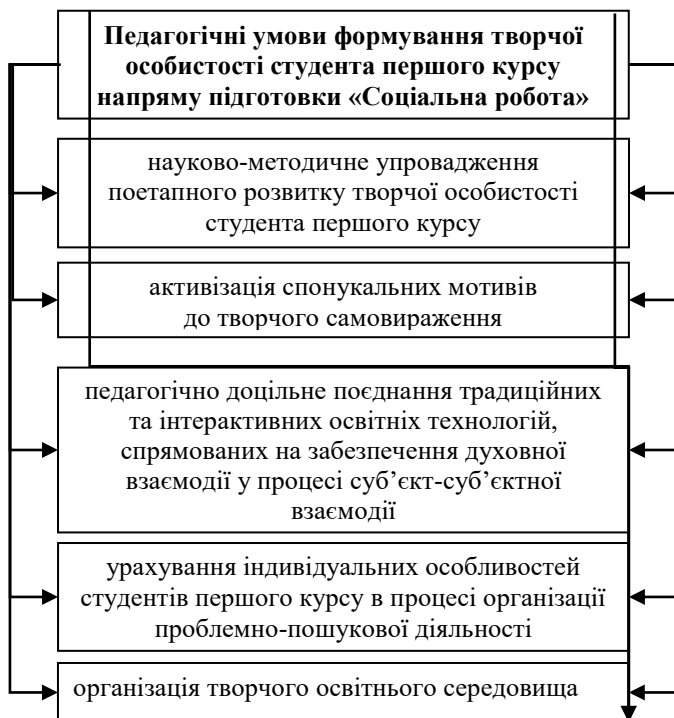 Педагогічні умови формування творчої
особистості студента першого курсу
напряму підготовки «Соціальна робота»
науково-методичне упровадження
поетапного розвитку творчої особистості
студента першого курсу
активізація спонукальних мотивів
до творчого самовираження
педагогічно доцільне поєднання традиційних
та інтерактивних освітніх технологій,
спрямованих на забезпечення духовної
взаємодії у процесі суб’єкт-суб’єктної
взаємодії
урахування індивідуальних особливостей
студентів першого курсу в процесі організації
проблемно-пошукової діяльності
організація творчого освітнього середовища